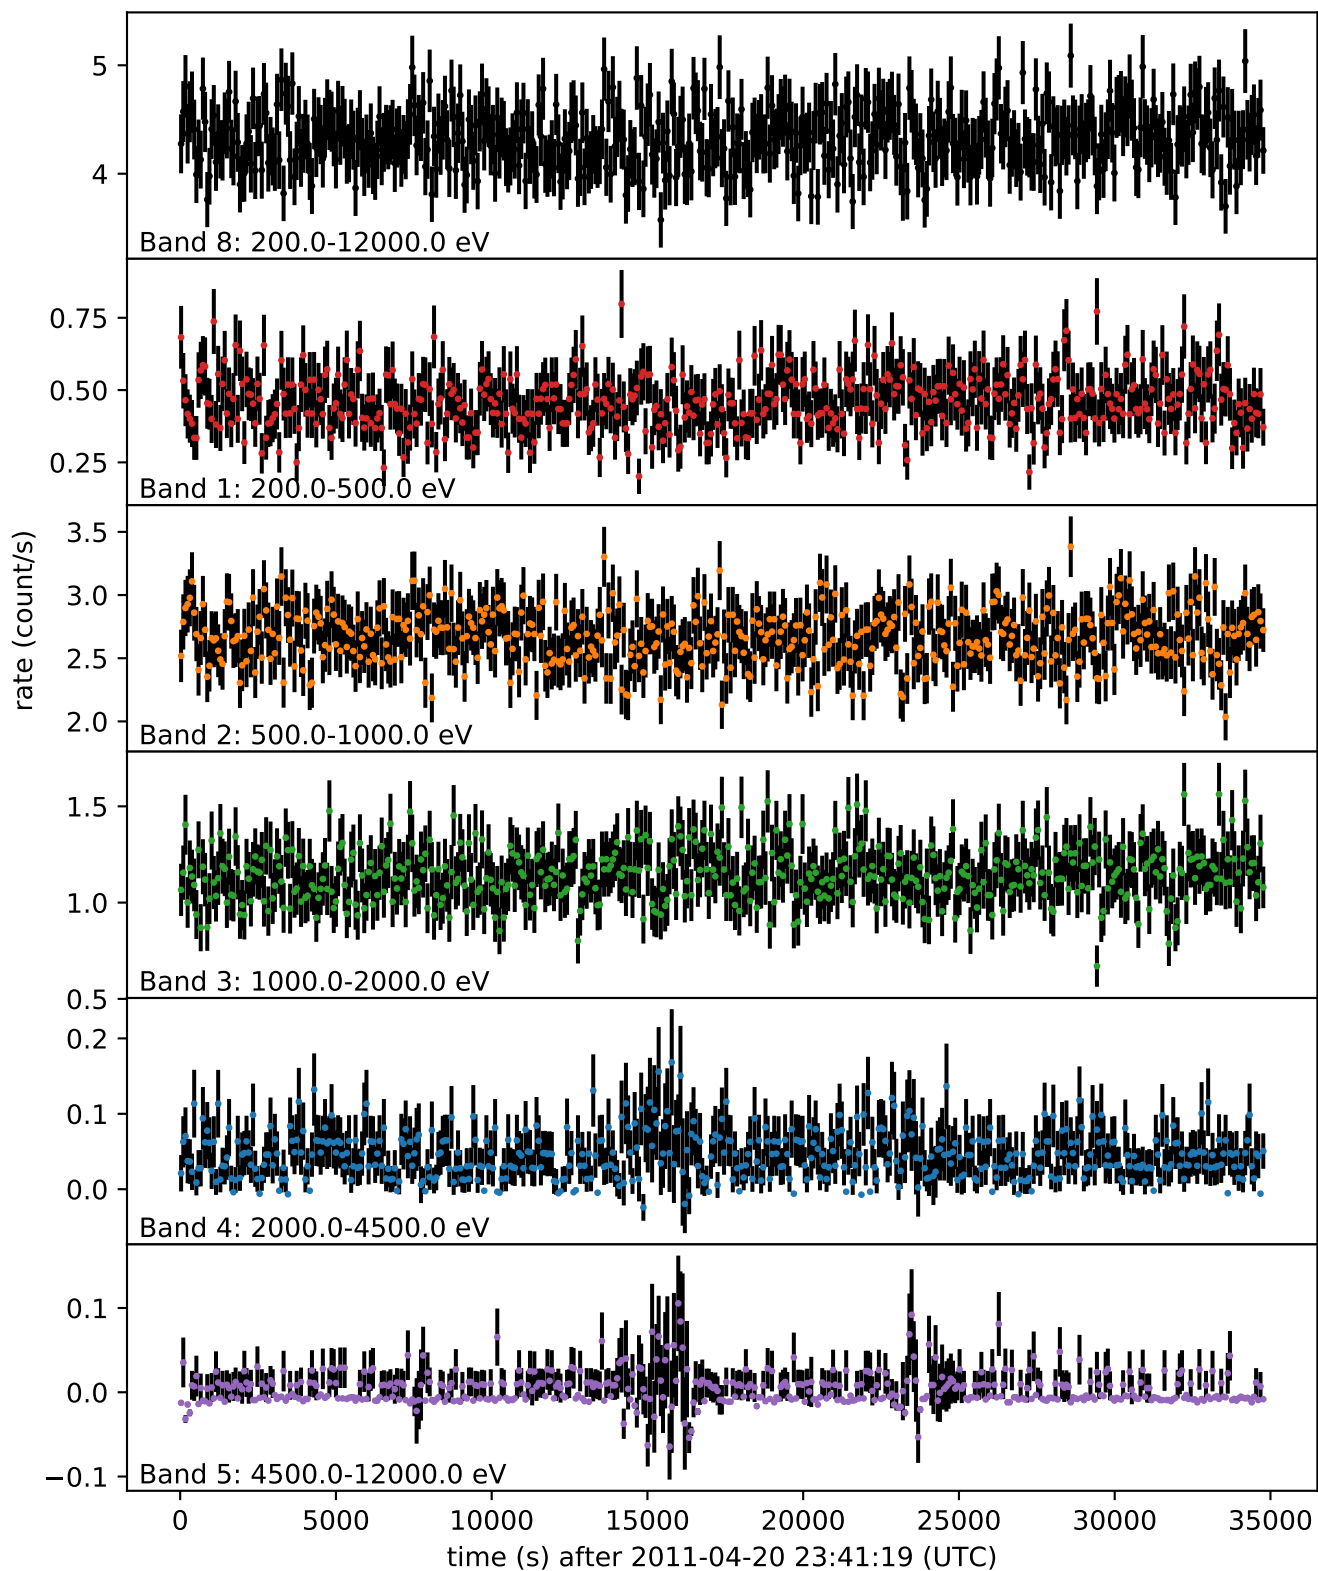 5
4
Band 8: 200.0-12000.0 eV
0.75
0.50
0.25
Band 1: 200.0-500.0 eV
3.5
3.0
2.5
2.0
Band 2: 500.0-1000.0 eV
rate (count/s)
1.5
1.0
0.5
Band 3: 1000.0-2000.0 eV
0.2
0.1
0.0
Band 4: 2000.0-4500.0 eV
0.1
0.0
−0.1
Band 5: 4500.0-12000.0 eV
0 5000 10000 15000 20000 25000 30000 35000
time (s) after 2011-04-20 23:41:19 (UTC)